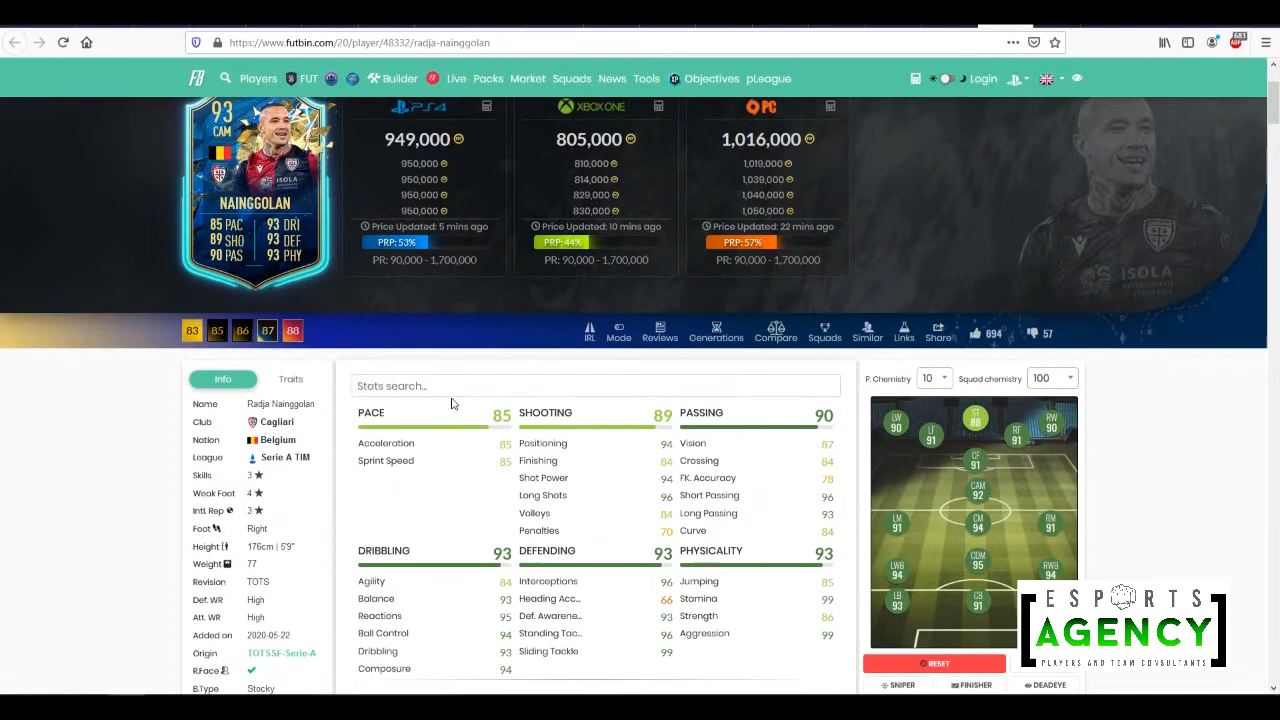 https://www.futbin.com/20/player/48332/radja-nainggolan
683
Players FUT Builder Live Packs Market Squads News Tools Objectives pLeague Login
93
CAM
NAINGGOLAN
85 PAC 93 DRI
89 SHO 93 DEF
90 PAS 93 PHY
PS4 XBOX ONE PC
949,000 805,000 1,016,000
950,000 810,000 1,019,000
950,000 814,000 1,039,000
950,000 829,000 1,040,000
950,000 830,000 1,050,000
Price Updated: 5 mins ago Price Updated: 10 mins ago Price Updated: 22 mins ago
PRP: 53% PRP: 44% PRP: 57%
PR: 90,000 - 1,700,000 PR: 90,000 - 1,700,000 PR: 90,000 - 1,700,000
ISOLA
83 85 86 87 88
IRL Mode Reviews Generations Compare Squads Similar Links Share 694 57
Info Traits
Name Radja Nainggolan
Club Cagliari
Nation Belgium
League Serie A TIM
Skills 3
Weak Foot 4
Intl. Rep 3
Foot Right
Height 176cm | 5'9"
Weight 77
Revision TOTS
Def. WR High
Att. WR High
Added on 2020-05-22
Origin TOTSSF-Serie-A
R.Face
B.Type Stocky
Stats search...
PACE 85
Acceleration 85
Sprint Speed 85
SHOOTING 89
Positioning 94
Finishing 84
Shot Power 94
Long Shots 96
Volleys 84
Penalties 70
PASSING 90
Vision 87
Crossing 84
FK. Accuracy 78
Short Passing 96
Long Passing 93
Curve 84
DRIBBLING 93
Agility 84
Balance 93
Reactions 95
Ball Control 94
Dribbling 93
Composure 94
DEFENDING 93
Interceptions 96
Heading Acc... 66
Def. Awarene... 93
Standing Tac... 96
Sliding Tackle 99
PHYSICALITY 93
Jumping 85
Stamina 99
Strength 86
Aggression 99
P. Chemistry 10 Squad chemistry 100
LW 90
ST 88
RW 90
LF 91
RF 91
CF 91
CAM 92
LM 91
CM 94
RM 91
LWB 94
CDM 95
RWB 94
LB 93
CB 91
RESET
SNIPER FINISHER DEADEYE
ESPORTS
AGENCY
PLAYERS AND TEAM CONSULTANTS